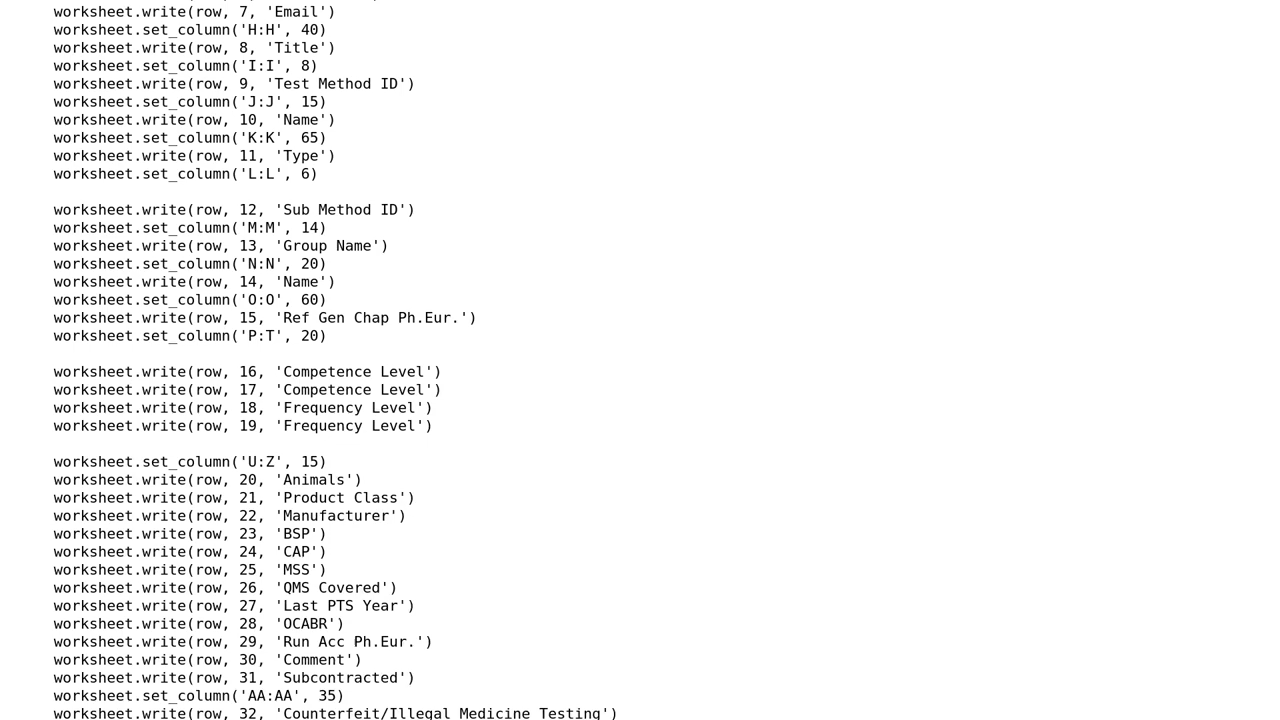 worksheet.write(row, 7, 'Email')
worksheet.set_column('H:H', 40)
worksheet.write(row, 8, 'Title')
worksheet.set_column('I:I', 8)
worksheet.write(row, 9, 'Test Method ID')
worksheet.set_column('J:J', 15)
worksheet.write(row, 10, 'Name')
worksheet.set_column('K:K', 65)
worksheet.write(row, 11, 'Type')
worksheet.set_column('L:L', 6)
worksheet.write(row, 12, 'Sub Method ID')
worksheet.set_column('M:M', 14)
worksheet.write(row, 13, 'Group Name')
worksheet.set_column('N:N', 20)
worksheet.write(row, 14, 'Name')
worksheet.set_column('O:O', 60)
worksheet.write(row, 15, 'Ref Gen Chap Ph.Eur.')
worksheet.set_column('P:T', 20)
worksheet.write(row, 16, 'Competence Level')
worksheet.write(row, 17, 'Competence Level')
worksheet.write(row, 18, 'Frequency Level')
worksheet.write(row, 19, 'Frequency Level')
worksheet.set_column('U:Z', 15)
worksheet.write(row, 20, 'Animals')
worksheet.write(row, 21, 'Product Class')
worksheet.write(row, 22, 'Manufacturer')
worksheet.write(row, 23, 'BSP')
worksheet.write(row, 24, 'CAP')
worksheet.write(row, 25, 'MSS')
worksheet.write(row, 26, 'QMS Covered')
worksheet.write(row, 27, 'Last PTS Year')
worksheet.write(row, 28, 'OCABR')
worksheet.write(row, 29, 'Run Acc Ph.Eur.')
worksheet.write(row, 30, 'Comment')
worksheet.write(row, 31, 'Subcontracted')
worksheet.set_column('AA:AA', 35)
worksheet.write(row, 32, 'Counterfeit/Illegal Medicine Testing')